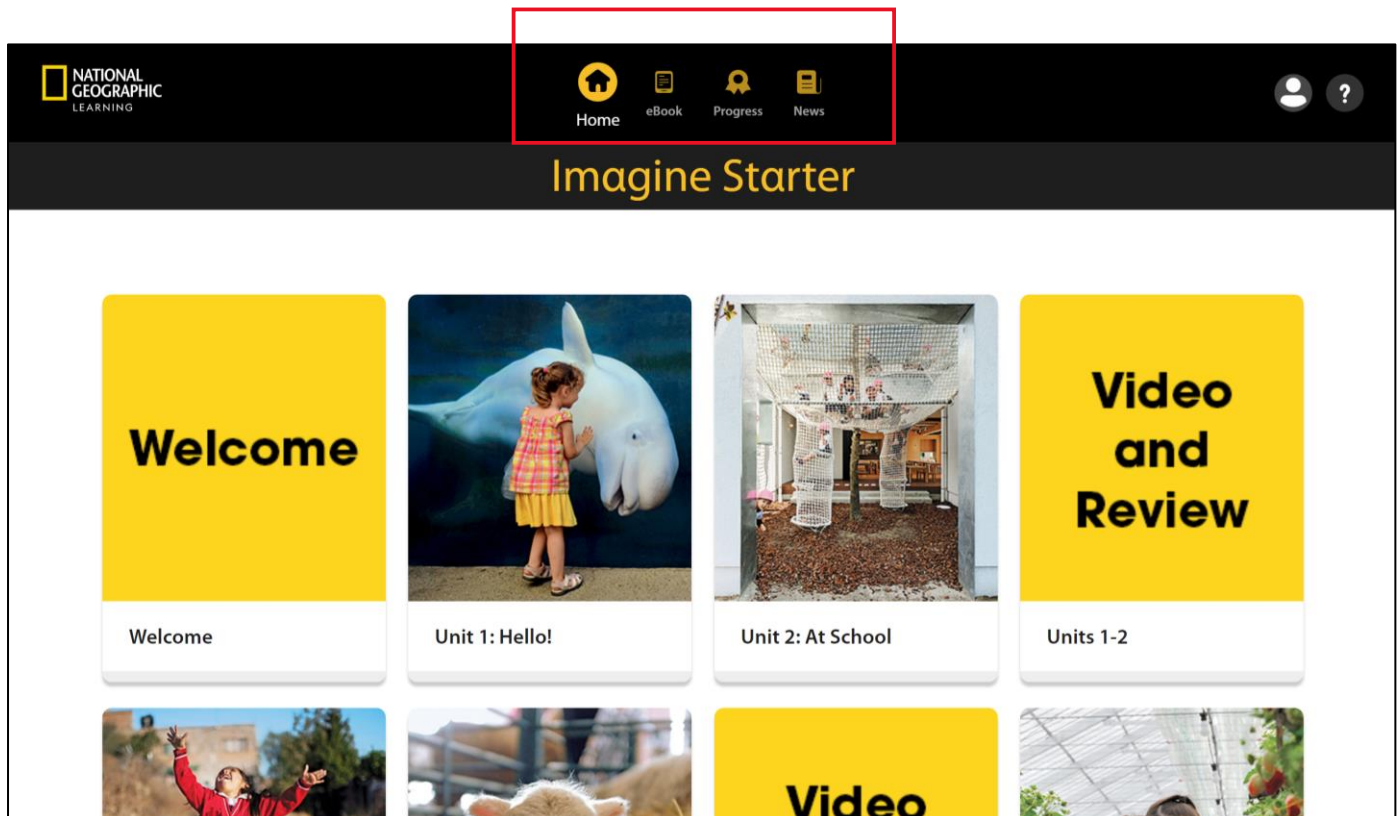 NATIONAL
GEOGRAPHIC
LEARNING
Home
eBook
Progress
News
?
Imagine Starter
Welcome
Video
and
Review
Welcome
Unit 1: Hello!
Unit 2: At School
Units 1-2
Video